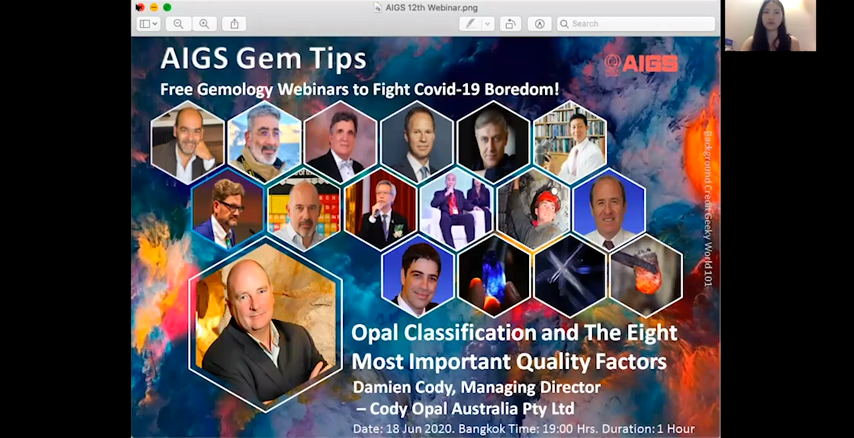 AIGS 12th Webinar.png
Search
AIGS Gem Tips
AIGS
Free Gemology Webinars to Fight Covid-19 Boredom!
Background Credit Geeky World 101
Opal Classification and The Eight
Most Important Quality Factors
Damien Cody, Managing Director
– Cody Opal Australia Pty Ltd
Date: 18 Jun 2020. Bangkok Time: 19:00 Hrs. Duration: 1 Hour